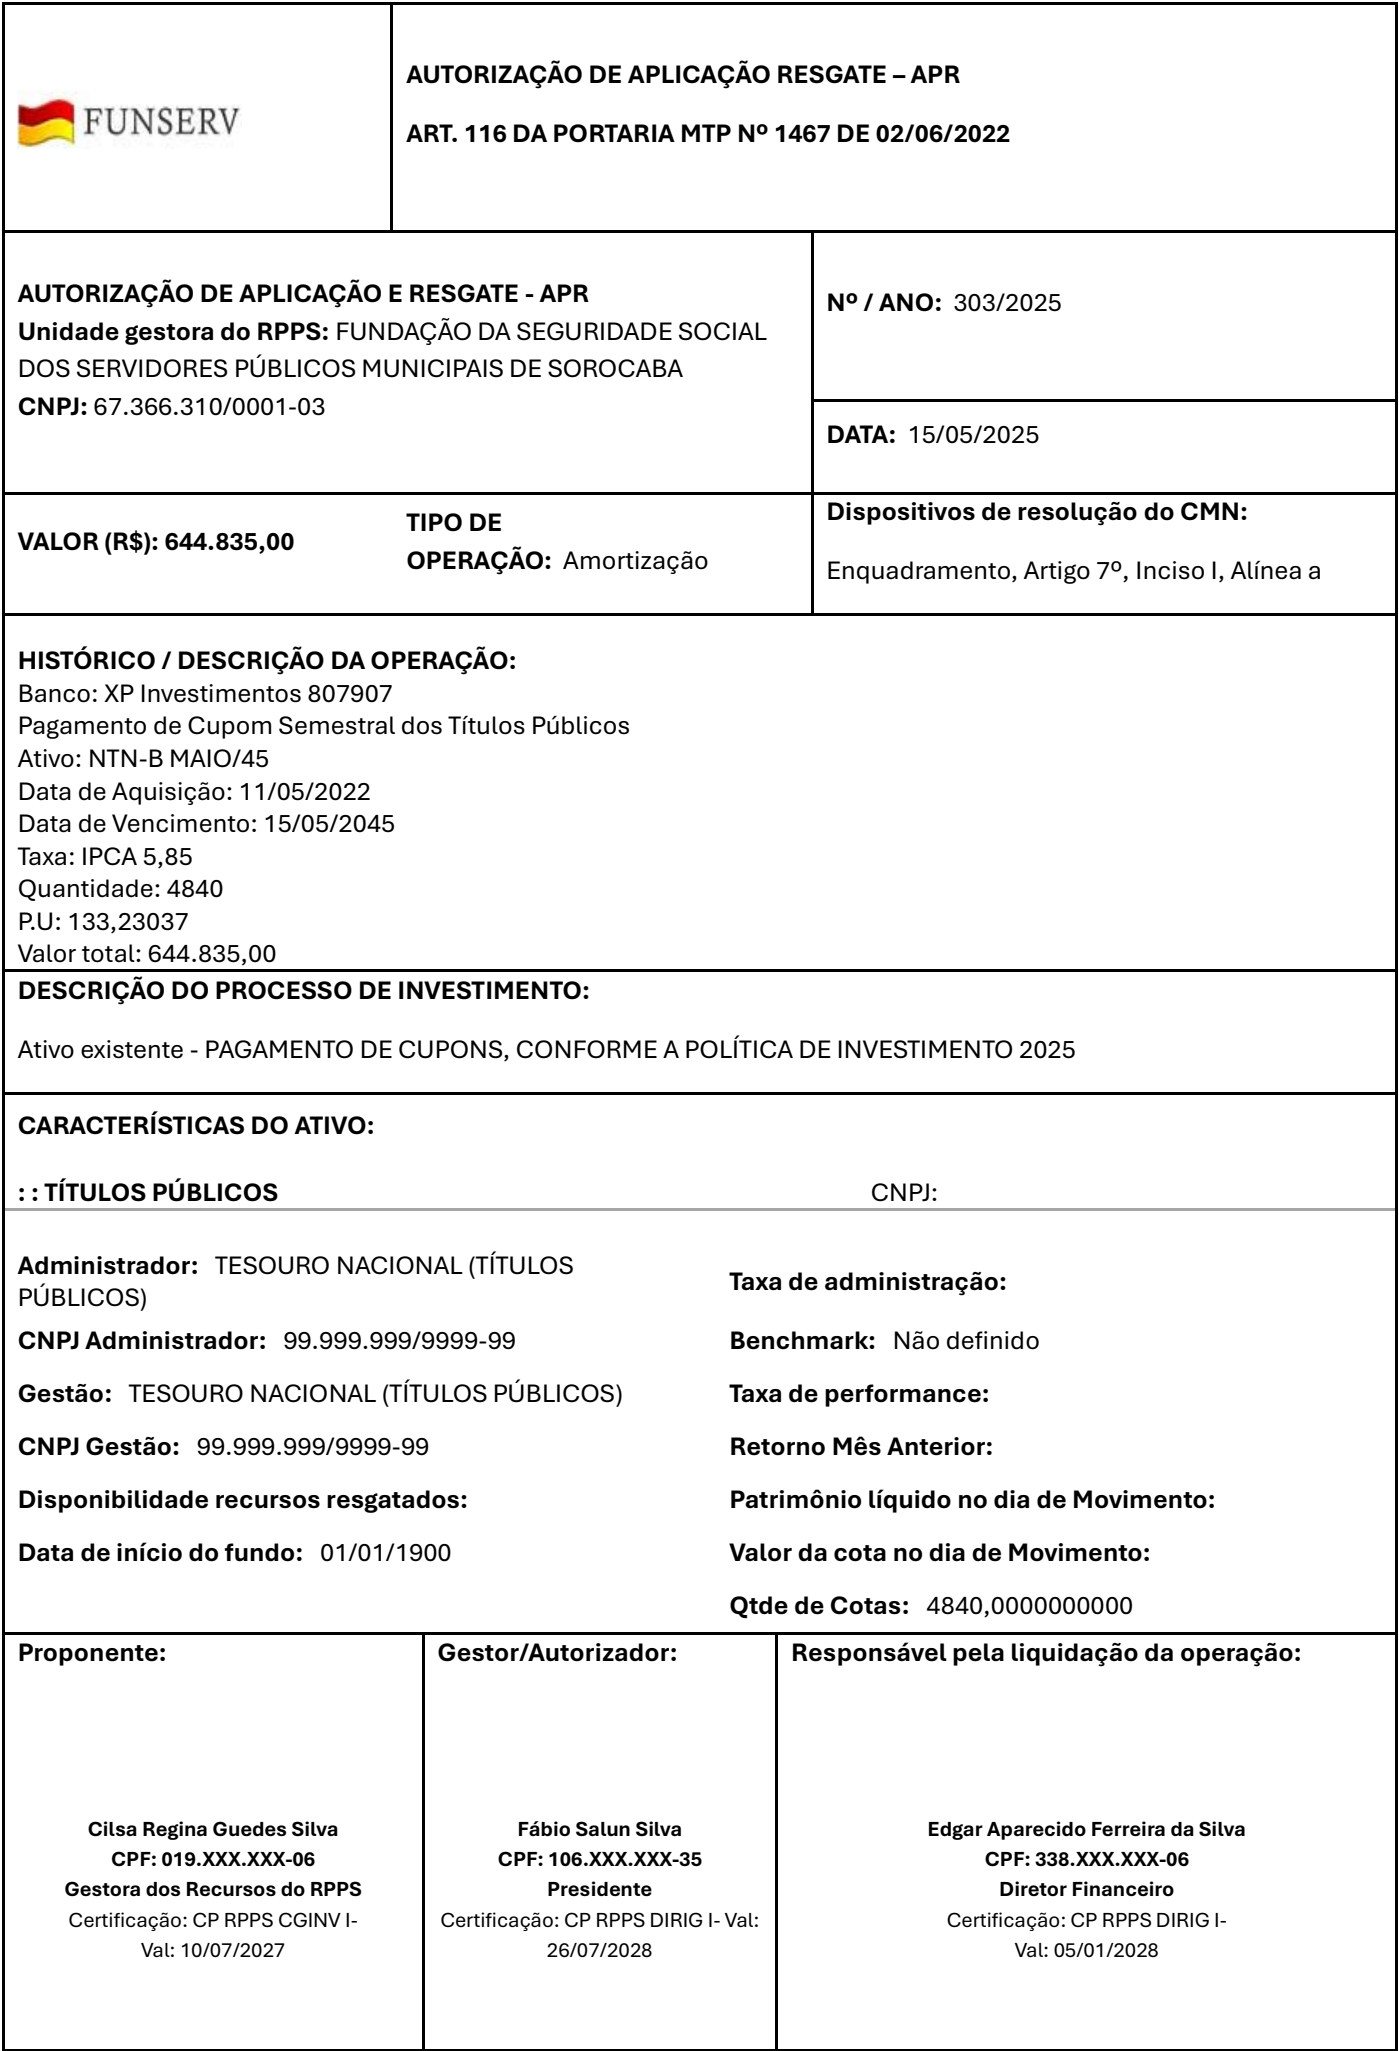 FUNSERV
AUTORIZAÇÃO DE APLICAÇÃO RESGATE – APR
ART. 116 DA PORTARIA MTP Nº 1467 DE 02/06/2022
AUTORIZAÇÃO DE APLICAÇÃO E RESGATE - APR
Unidade gestora do RPPS: FUNDAÇÃO DA SEGURIDADE SOCIAL
DOS SERVIDORES PÚBLICOS MUNICIPAIS DE SOROCABA
CNPJ: 67.366.310/0001-03
Nº / ANO: 303/2025
DATA: 15/05/2025
VALOR (R$): 644.835,00
TIPO DE
OPERAÇÃO: Amortização
Dispositivos de resolução do CMN:
Enquadramento, Artigo 7º, Inciso I, Alínea a
HISTÓRICO / DESCRIÇÃO DA OPERAÇÃO:
Banco: XP Investimentos 807907
Pagamento de Cupom Semestral dos Títulos Públicos
Ativo: NTN-B MAIO/45
Data de Aquisição: 11/05/2022
Data de Vencimento: 15/05/2045
Taxa: IPCA 5,85
Quantidade: 4840
P.U: 133,23037
Valor total: 644.835,00
DESCRIÇÃO DO PROCESSO DE INVESTIMENTO:
Ativo existente - PAGAMENTO DE CUPONS, CONFORME A POLÍTICA DE INVESTIMENTO 2025
CARACTERÍSTICAS DO ATIVO:
: : TÍTULOS PÚBLICOS CNPJ:
Administrador: TESOURO NACIONAL (TÍTULOS
PÚBLICOS)
Taxa de administração:
CNPJ Administrador: 99.999.999/9999-99
Benchmark: Não definido
Gestão: TESOURO NACIONAL (TÍTULOS PÚBLICOS)
Taxa de performance:
CNPJ Gestão: 99.999.999/9999-99
Retorno Mês Anterior:
Disponibilidade recursos resgatados:
Patrimônio líquido no dia de Movimento:
Data de início do fundo: 01/01/1900
Valor da cota no dia de Movimento:
Qtde de Cotas: 4840,0000000000
Proponente:
Cilsa Regina Guedes Silva
CPF: 019.XXX.XXX-06
Gestora dos Recursos do RPPS
Certificação: CP RPPS CGINV I-
Val: 10/07/2027
Gestor/Autorizador:
Fábio Salun Silva
CPF: 106.XXX.XXX-35
Presidente
Certificação: CP RPPS DIRIG I- Val:
26/07/2028
Responsável pela liquidação da operação:
Edgar Aparecido Ferreira da Silva
CPF: 338.XXX.XXX-06
Diretor Financeiro
Certificação: CP RPPS DIRIG I-
Val: 05/01/2028